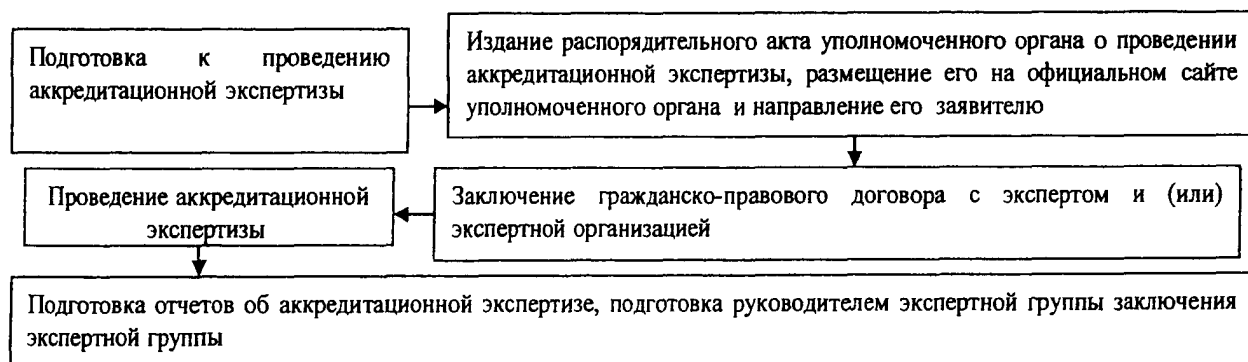 Подготовка к проведению
аккредитационной экспертизы
Издание распорядительного акта уполномоченного органа о проведении
аккредитационной экспертизы, размещение его на официальном сайте
уполномоченного органа и направление его заявителю
Заключение гражданско-правового договора с экспертом и (или)
экспертной организацией
Проведение аккредитационной
экспертизы
Подготовка отчетов об аккредитационной экспертизе, подготовка руководителем экспертной группы заключения
экспертной группы